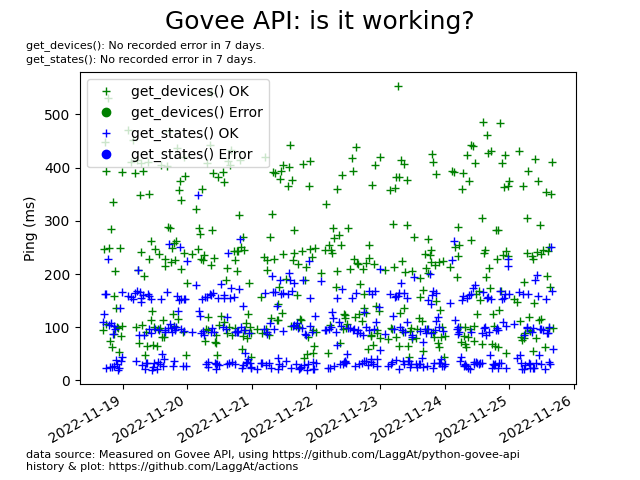 Govee API: is it working?
get_devices(): No recorded error in 7 days.
get_states(): No recorded error in 7 days.
get_devices() OK
get_devices() Error
get_states() OK
get_states() Error
Ping (ms)
500
400
300
200
100
0
2022-11-19
2022-11-20
2022-11-21
2022-11-22
2022-11-23
2022-11-24
2022-11-25
2022-11-26
data source: Measured on Govee API, using https://github.com/LaggAt/python-govee-api
history & plot: https://github.com/LaggAt/actions